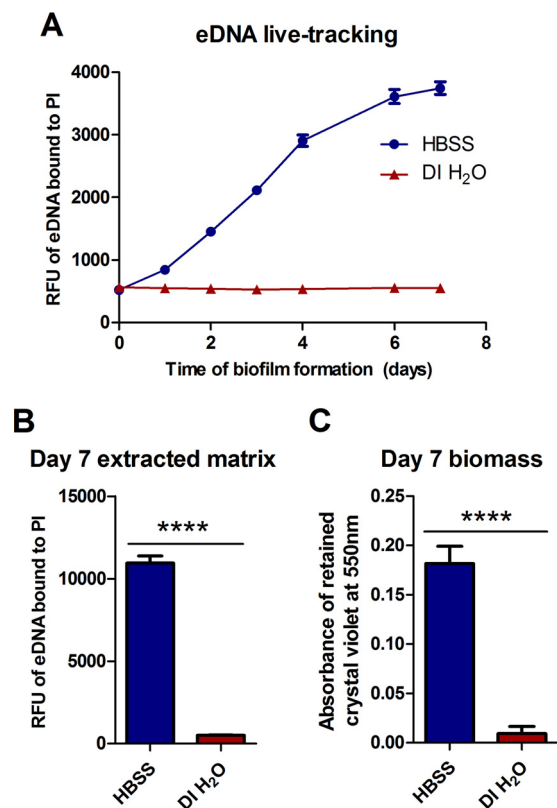 A
eDNA live-tracking
RFU of eDNA bound to PI
4000
3000
2000
1000
0
HBSS
DI H₂O
0 2 4 6 8
Time of biofilm formation (days)
B
Day 7 extracted matrix
RFU of eDNA bound to PI
15000
10000
5000
0
****
HBSS
DI H₂O
C
Day 7 biomass
Absorbance of retained
crystal violet at 550nm
0.25
0.20
0.15
0.10
0.05
0.00
****
HBSS
DI H₂O